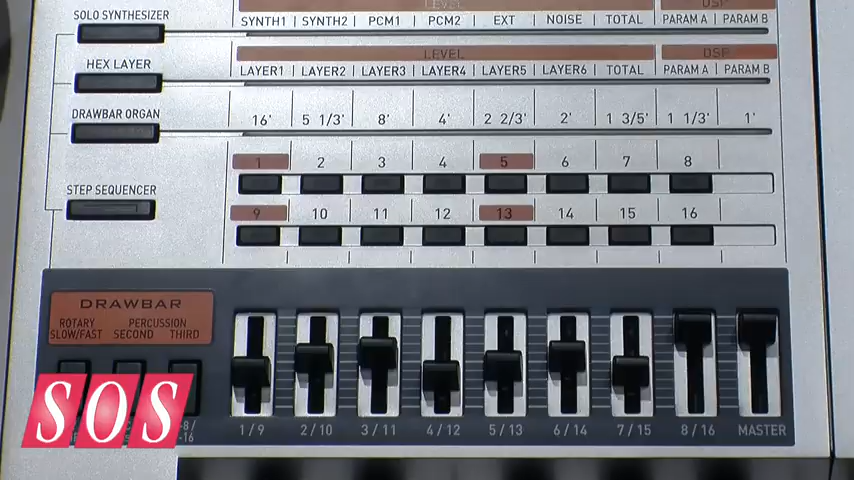 LEVEL DSP
SOLO SYNTHESIZER SYNTH1 SYNTH2 PCM1 PCM2 EXT NOISE TOTAL PARAM A PARAM B
LEVEL DSP
HEX LAYER LAYER1 LAYER2 LAYER3 LAYER4 LAYER5 LAYER6 TOTAL PARAM A PARAM B
DRAWBAR ORGAN 16' 5 1/3' 8' 4' 2 2/3' 2' 1 3/5' 1 1/3' 1'
1 2 3 4 5 6 7 8
STEP SEQUENCER
9 10 11 12 13 14 15 16
DRAWBAR
ROTARY PERCUSSION
SLOW/FAST SECOND THIRD
SOS
1/9 2/10 3/11 4/12 5/13 6/14 7/15 8/16 MASTER